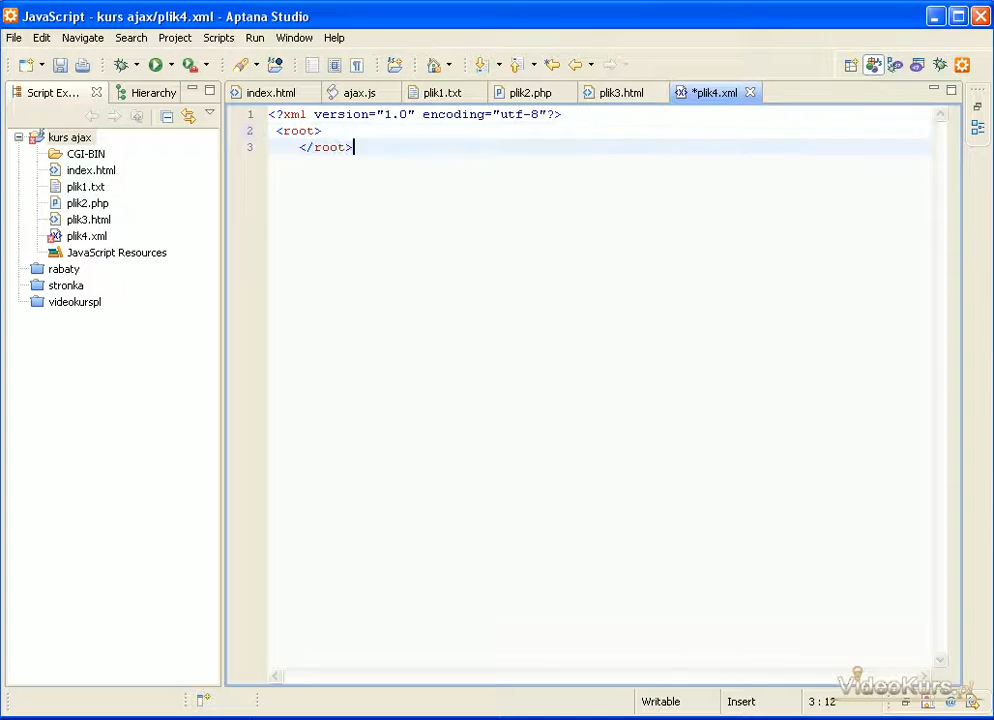 JavaScript - kurs ajax/plik4.xml - Aptana Studio
File Edit Navigate Search Project Scripts Run Window Help
Script Ex... Hierarchy
index.html ajax.js plik1.txt plik2.php plik3.html *plik4.xml
kurs ajax
CGI-BIN
index.html
plik1.txt
plik2.php
plik3.html
plik4.xml
JavaScript Resources
rabaty
stronka
videokurspl
1 <?xml version="1.0" encoding="utf-8"?>
2 <root>
3 </root>
VideoKurs.pl
Writable Insert 3 : 12